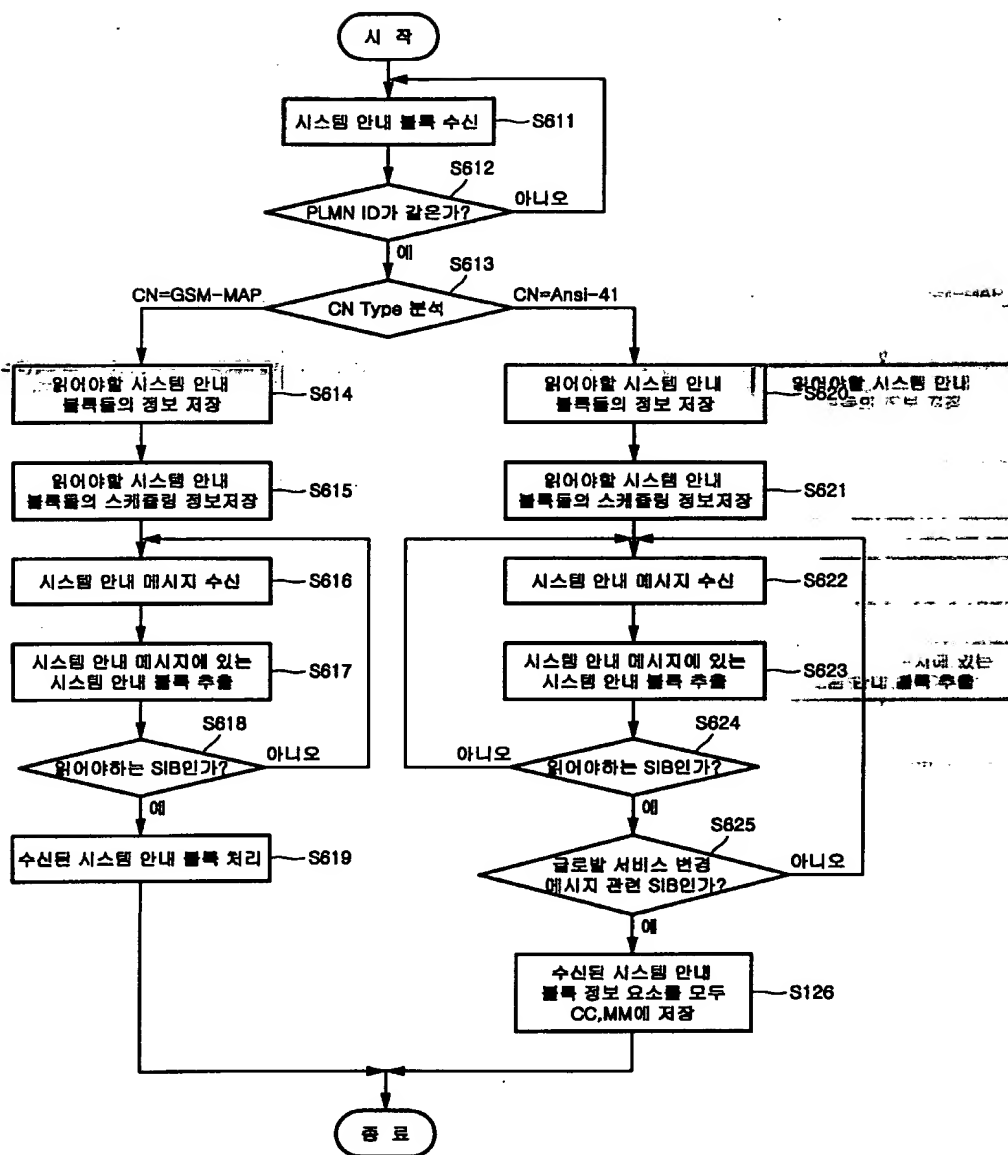 시 작
시스템 안내 블록 수신
S611
S612
PLMN ID가 같은가?
아니오
예
S613
CN=GSM-MAP
CN Type 분석
CN=Ansi-41
읽어야할 시스템 안내
블록들의 정보 저장
S614
읽어야할 시스템 안내
블록들의 스케쥴링 정보저장
S615
시스템 안내 메시지 수신
S616
시스템 안내 메시지에 있는
시스템 안내 블록 추출
S617
S618
읽어야하는 SIB인가?
아니오
예
수신된 시스템 안내 블록 처리
S619
읽어야할 시스템 안내
블록들의 정보 저장
S620
읽어야할 시스템 안내
읽어야할 시스템 안내
블록들의 스케쥴링 정보저장
S621
시스템 안내 메시지 수신
S622
시스템 안내 메시지에 있는
시스템 안내 블록 추출
S623
있는
안내 블록 추출
S624
아니오
읽어야하는 SIB인가?
예
S625
글로발 서비스 변경
메시지 관련 SIB인가?
아니오
예
수신된 시스템 안내
블록 정보 요소를 모두
CC,MM에 저장
S126
종 료